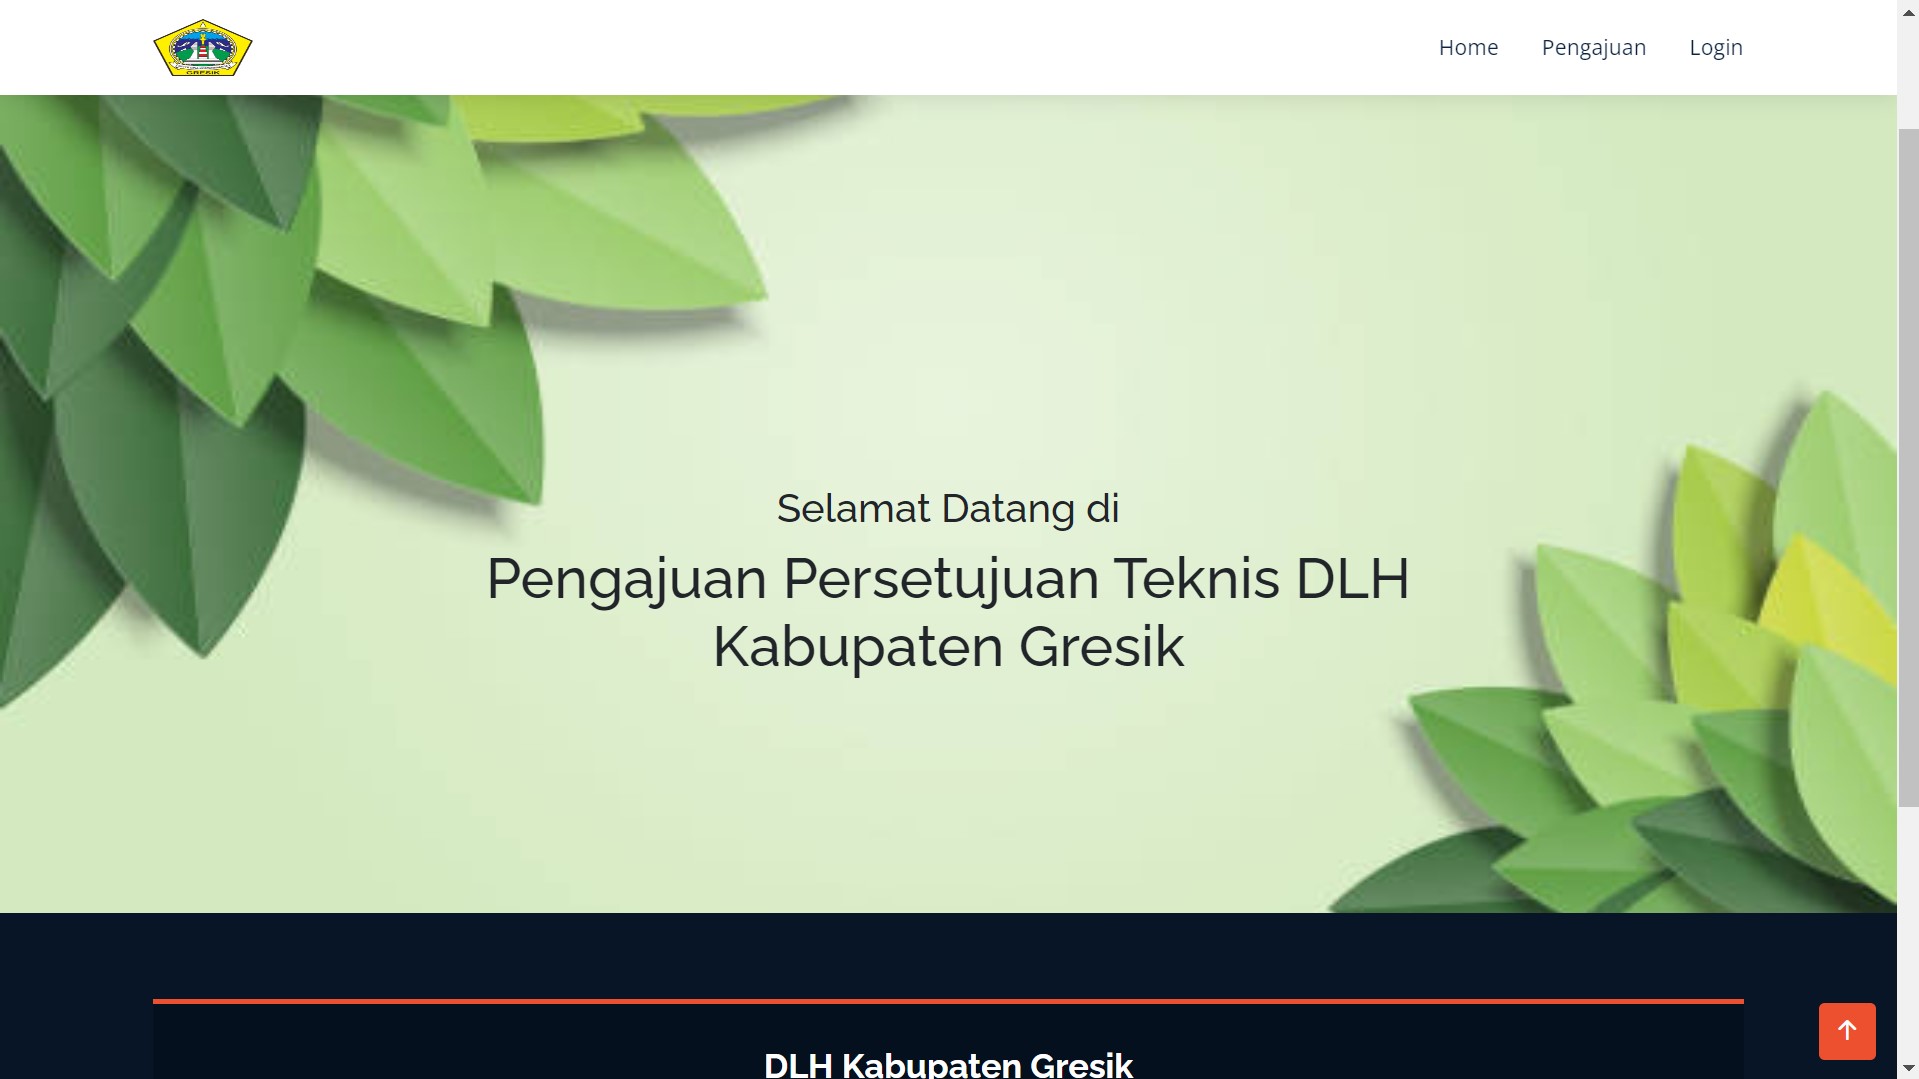 GRESIK
Home
Pengajuan
Login
Selamat Datang di
Pengajuan Persetujuan Teknis DLH
Kabupaten Gresik
DLH Kabupaten Gresik